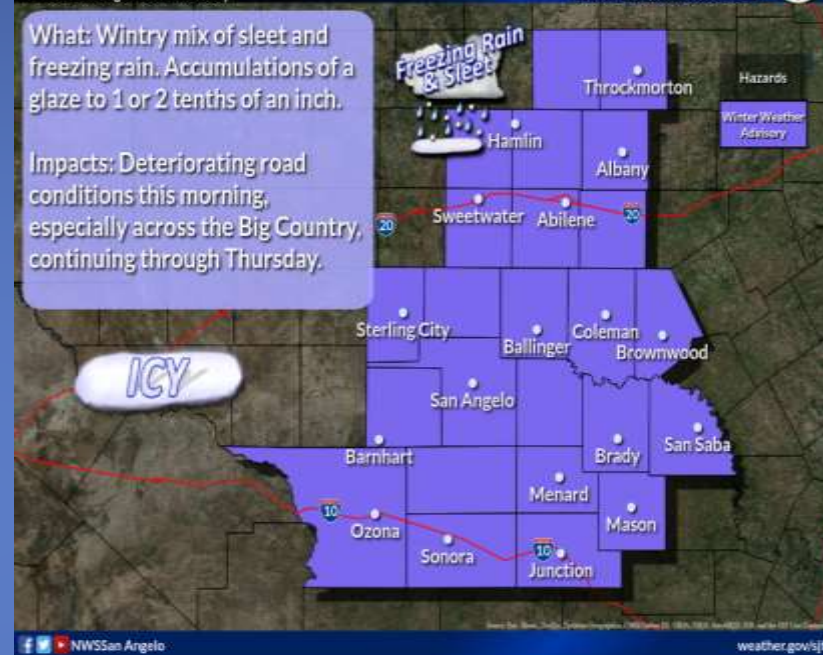 What: Wintry mix of sleet and
freezing rain. Accumulations of a
glaze to 1 or 2 tenths of an inch.
Impacts: Deteriorating road
conditions this morning,
especially across the Big Country,
continuing through Thursday.
Freezing Rain
& Sleet
Hazards
Winter Weather
Advisory
Throckmorton
Hamlin
Albany
Sweetwater
Abilene
20
20
Sterling City
Ballinger
Coleman
Brownwood
ICY
San Angelo
Barnhart
Brady
San Saba
Menard
Mason
10
Ozona
Sonora
10
Junction
NWSSan Angelo
weather.gov/sjt